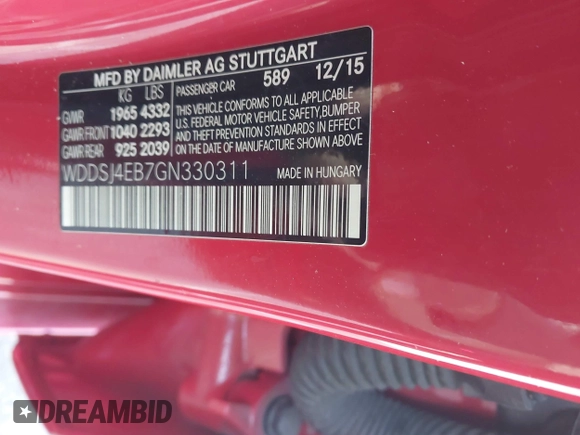 MFD BY DAIMLER AG STUTTGART
KG LBS PASSENGER CAR 589 12/15
GVWR 1965 4332
GAWR FRONT 1040 2293
GAWR REAR 925 2039
THIS VEHICLE CONFORMS TO ALL APPLICABLE
U.S. FEDERAL MOTOR VEHICLE SAFETY, BUMPER
AND THEFT PREVENTION STANDARDS IN EFFECT
ON THE DATE OF MANUFACTURE SHOWN ABOVE
WDDSJ4EB7GN330311 MADE IN HUNGARY
DREAMBID